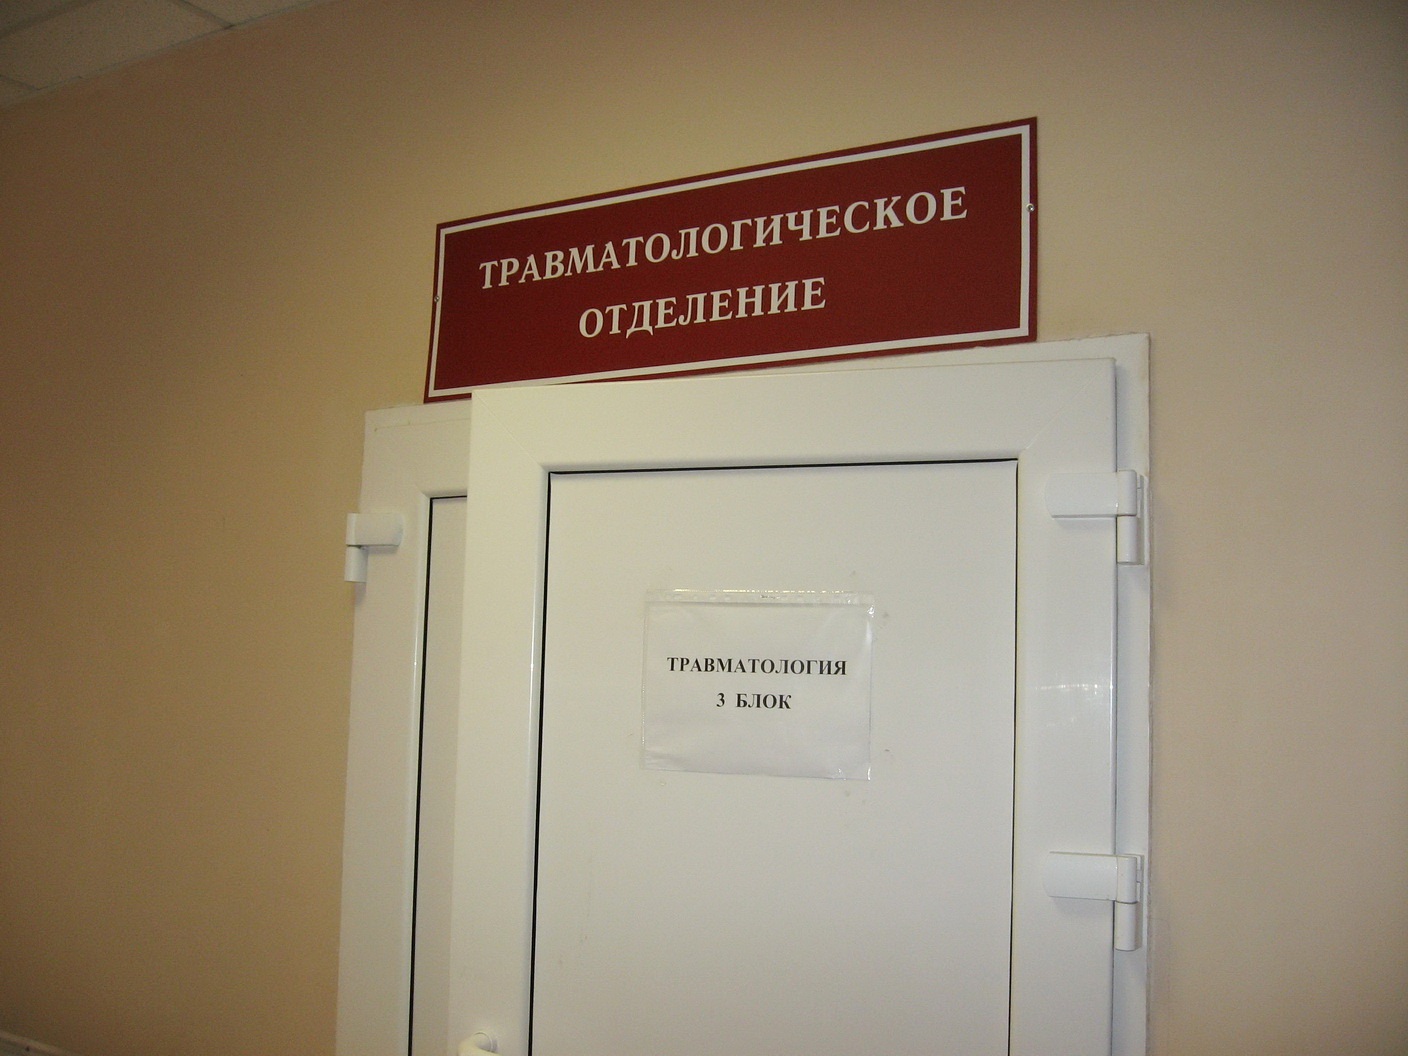 ТРАВМАТОЛОГИЧЕСКОЕ
ОТДЕЛЕНИЕ
ТРАВМАТОЛОГИЯ
3 БЛОК